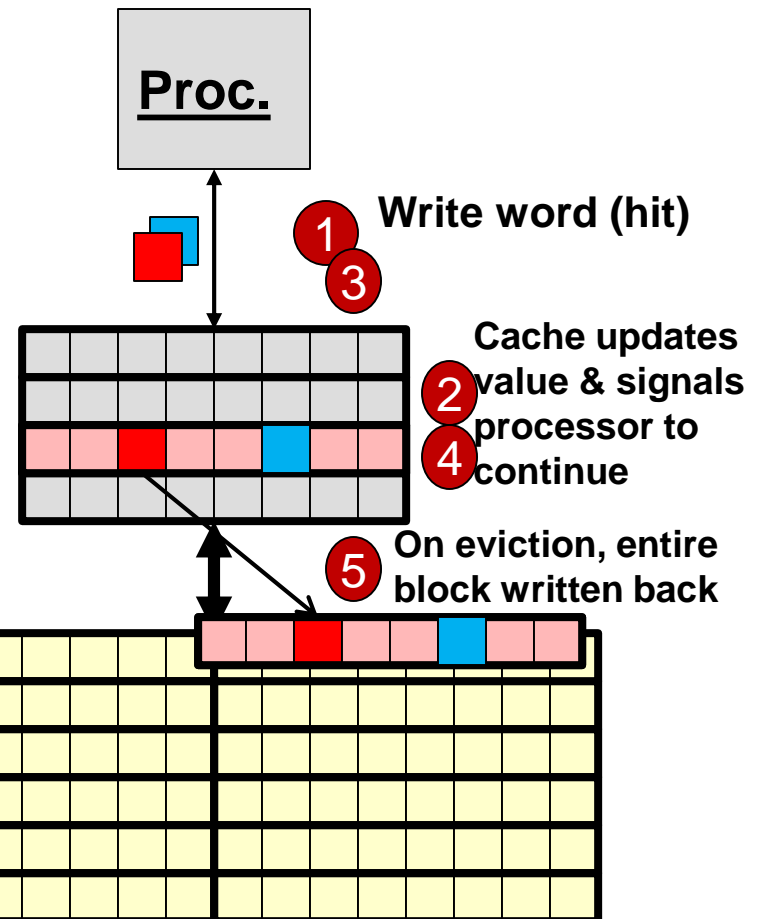 Proc.
Write word (hit)
1
3
Cache updates
value & signals
processor to
continue
2
4
On eviction, entire
block written back
5